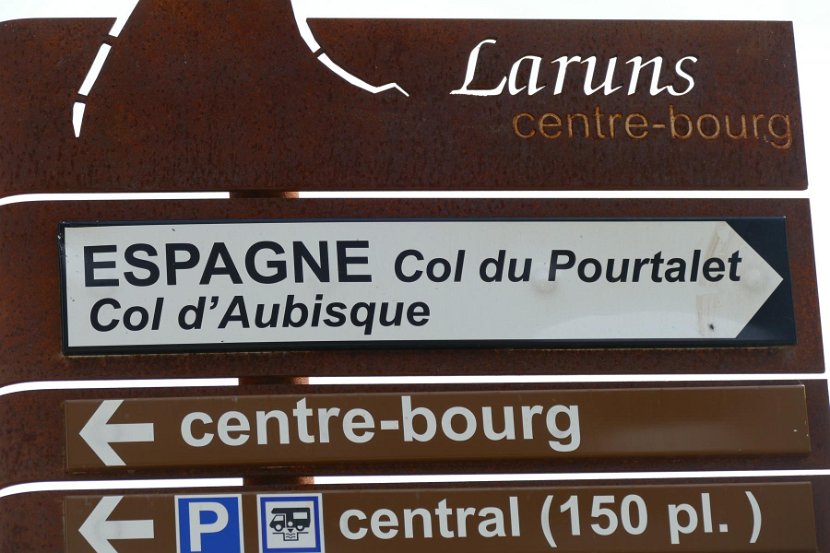 Laruns
centre-bourg
ESPAGNE Col du Pourtalet
Col d'Aubisque
centre-bourg
P central (150 pl. )